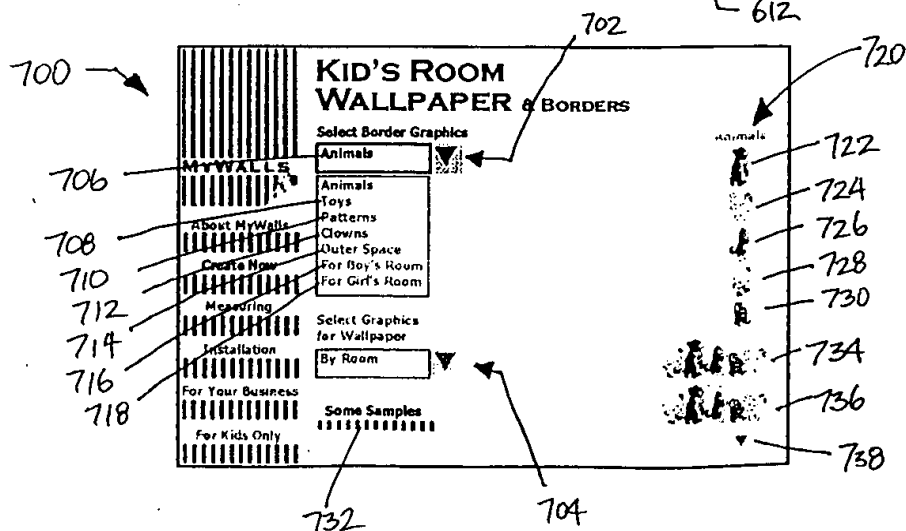 612
702
700
720
KID'S ROOM
WALLPAPER & BORDERS
Select Border Graphics
Animals
Animals
722
MYWALLS
706
Animals
Toys
Patterns
Clowns
Outer Space
For Boy's Room
For Girl's Room
724
About MyWalls
708
726
Create Now
710
728
712
Measuring
730
714
Select Graphics
for Wallpaper
Installation
By Room
734
716
718
For Your Business
Some Samples
736
For Kids Only
738
732
704